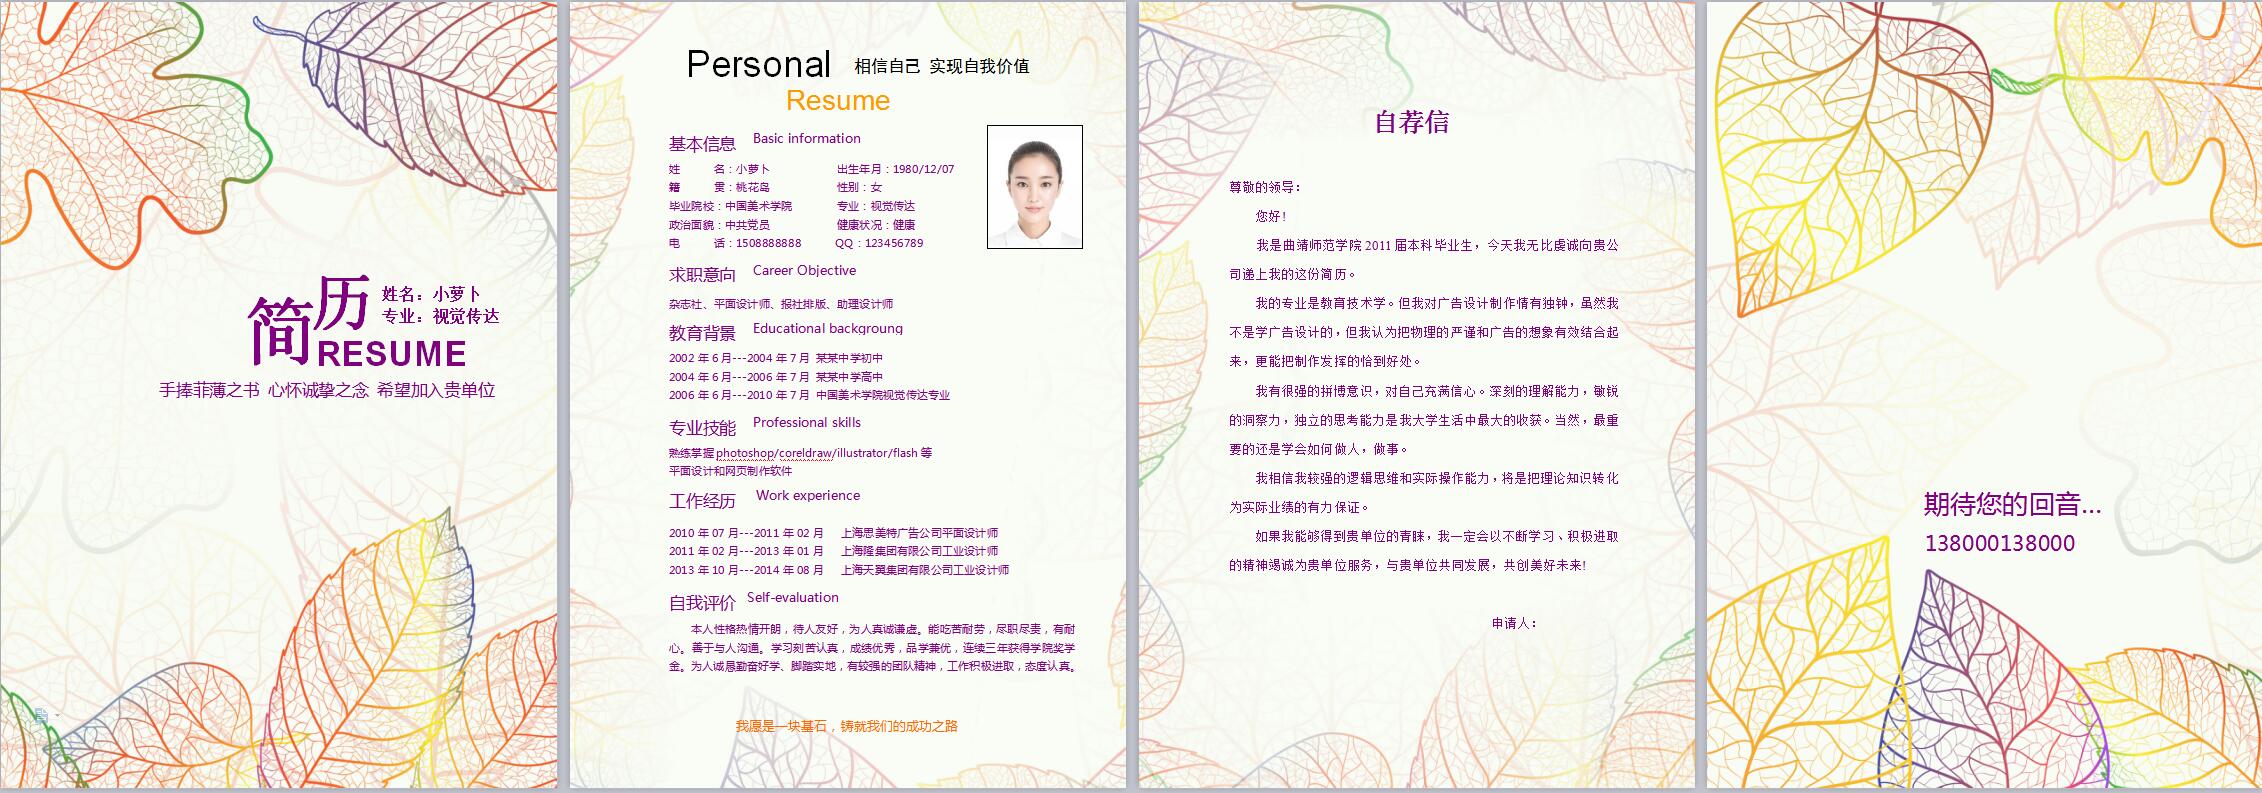 简历
姓名：小萝卜
专业：视觉传达
RESUME
手捧菲薄之书 心怀诚挚之念 希望加入贵单位
Personal 相信自己 实现自我价值
Resume
基本信息 Basic information
姓 名：小萝卜 出生年月：1980/12/07
籍 贯：桃花岛 性别：女
毕业院校：中国美术学院 专业：视觉传达
政治面貌：中共党员 健康状况：健康
电 话：1508888888 QQ：123456789
求职意向 Career Objective
杂志社、平面设计师、报社排版、助理设计师
教育背景 Educational backgroung
2002 年 6 月---2004 年 7 月 某某中学初中
2004 年 6 月---2006 年 7 月 某某中学高中
2006 年 6 月---2010 年 7 月 中国美术学院视觉传达专业
专业技能 Professional skills
熟练掌握 photoshop/coreldraw/illustrator/flash 等
平面设计和网页制作软件
工作经历 Work experience
2010 年 07 月---2011 年 02 月 上海思美特广告公司平面设计师
2011 年 02 月---2013 年 01 月 上海隆集团有限公司工业设计师
2013 年 10 月---2014 年 08 月 上海天翼集团有限公司工业设计师
自我评价 Self-evaluation
本人性格热情开朗，待人友好，为人真诚谦虚。能吃苦耐劳，尽职尽责，有耐
心。善于与人沟通。学习刻苦认真，成绩优秀，品学兼优，连续三年获得学院奖学
金。为人诚恳勤奋好学、脚踏实地，有较强的团队精神，工作积极进取，态度认真。
我愿是一块基石，铸就我们的成功之路
自荐信
尊敬的领导：
您好！
我是曲靖师范学院 2011 届本科毕业生，今天我无比虔诚向贵公
司递上我的这份简历。
我的专业是教育技术学。但我对广告设计制作情有独钟，虽然我
不是学广告设计的，但我认为把物理的严谨和广告的想象有效结合起
来，更能把制作发挥的恰到好处。
我有很强的拼搏意识，对自己充满信心。深刻的理解能力，敏锐
的洞察力，独立的思考能力是我大学生活中最大的收获。当然，最重
要的还是学会如何做人，做事。
我相信我较强的逻辑思维和实际操作能力，将是把理论知识转化
为实际业绩的有力保证。
如果我能够得到贵单位的青睐，我一定会以不断学习、积极进取
的精神竭诚为贵单位服务，与贵单位共同发展，共创美好未来！
申请人：
期待您的回音...
138000138000